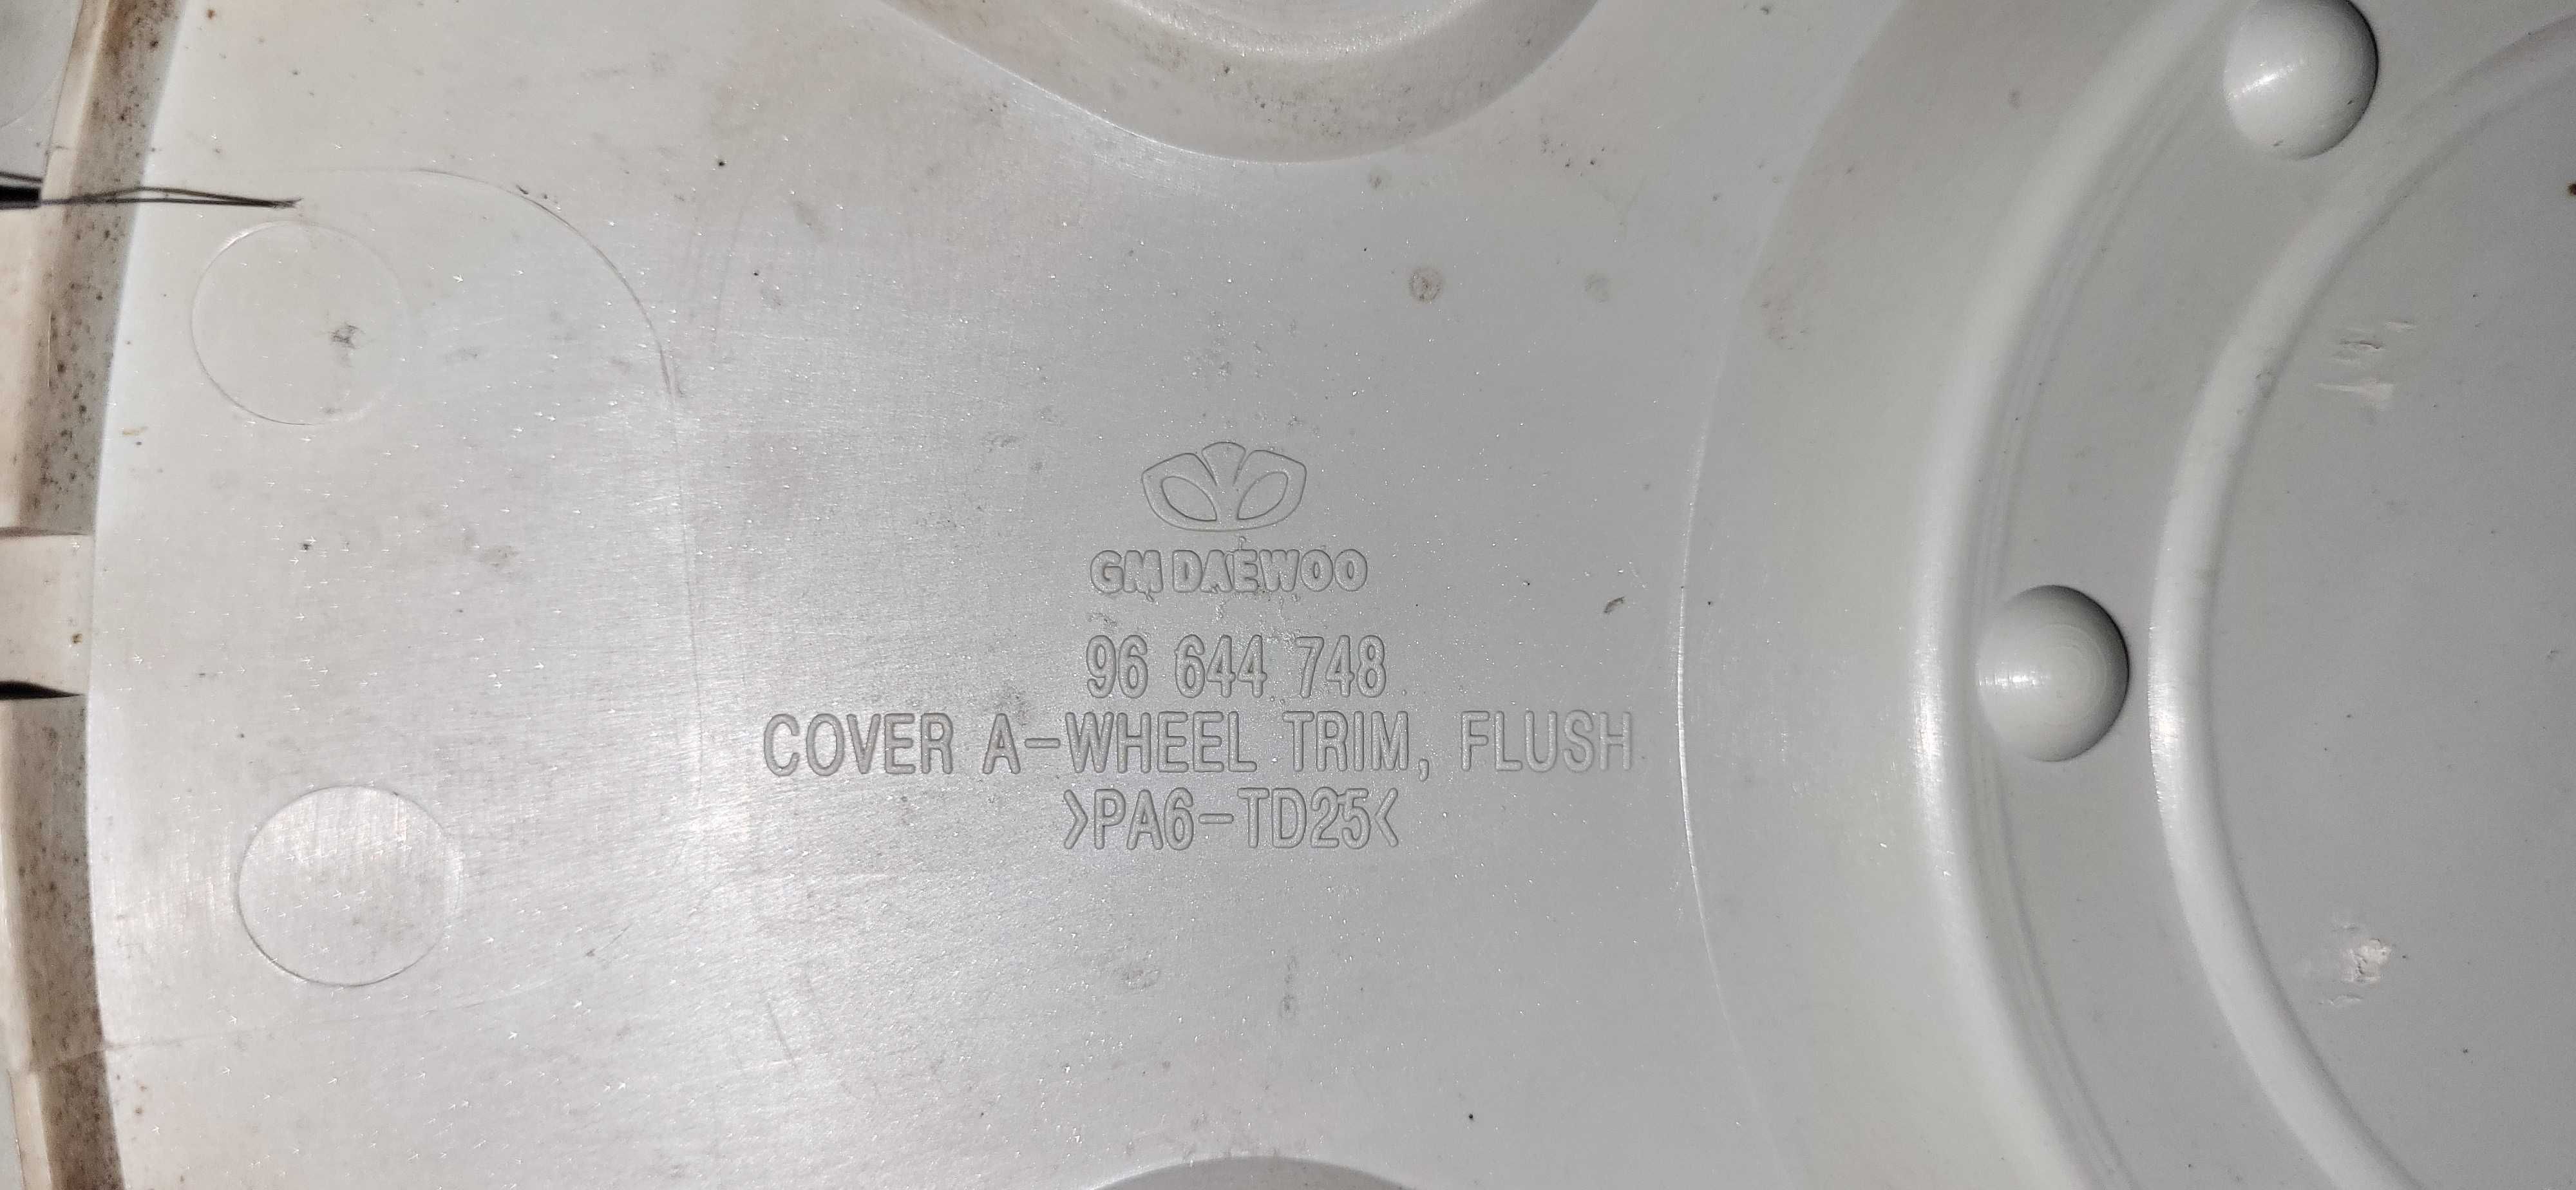 GM DAEWOO
96 644 748
COVER A-WHEEL TRIM, FLUSH
>PA6-TD25<